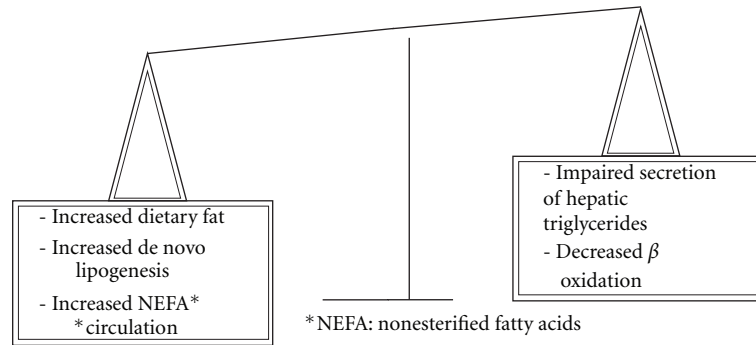 - Increased dietary fat
- Increased de novo
lipogenesis
- Increased NEFA*
*circulation
- Impaired secretion
of hepatic
triglycerides
- Decreased β
oxidation
*NEFA: nonesterified fatty acids